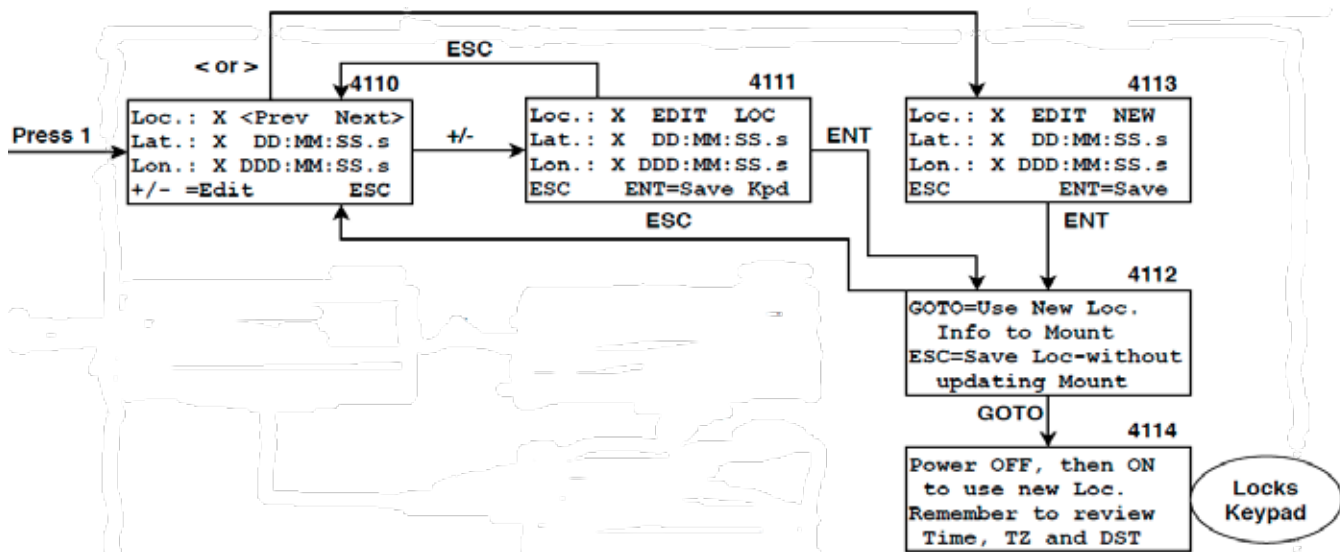 Press 1
< or >
4110
Loc.: X <Prev Next>
Lat.: X DD:MM:SS.s
Lon.: X DDD:MM:SS.s
+/- =Edit ESC
ESC
+/-
4111
Loc.: X EDIT LOC
Lat.: X DD:MM:SS.s
Lon.: X DDD:MM:SS.s
ESC ENT=Save Kpd
ENT
ESC
4113
Loc.: X EDIT NEW
Lat.: X DD:MM:SS.s
Lon.: X DDD:MM:SS.s
ESC ENT=Save
ENT
4112
GOTO=Use New Loc.
Info to Mount
ESC=Save Loc-without
updating Mount
GOTO
4114
Power OFF, then ON
to use new Loc.
Remember to review
Time, TZ and DST
Locks
Keypad